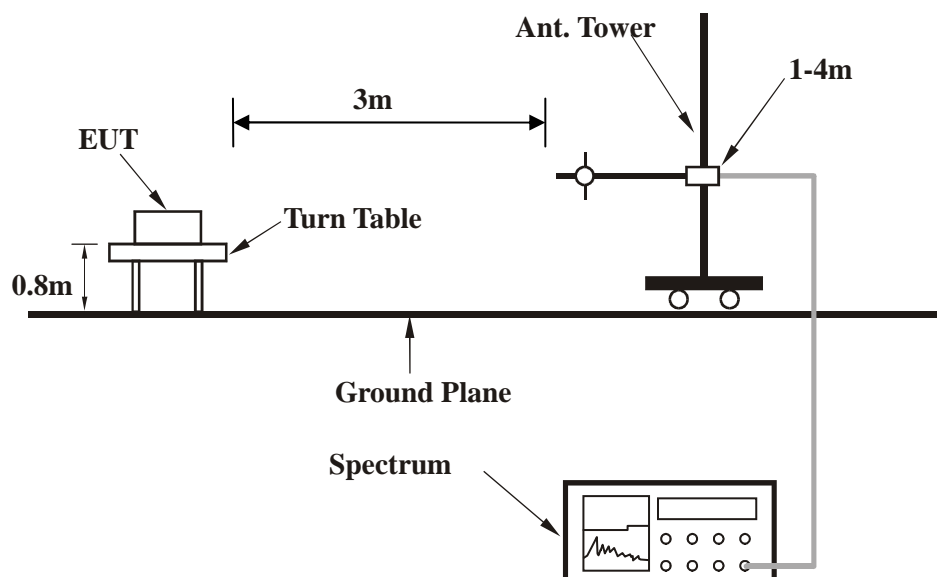 Ant. Tower
1-4m
3m
EUT
Turn Table
0.8m
Ground Plane
Spectrum